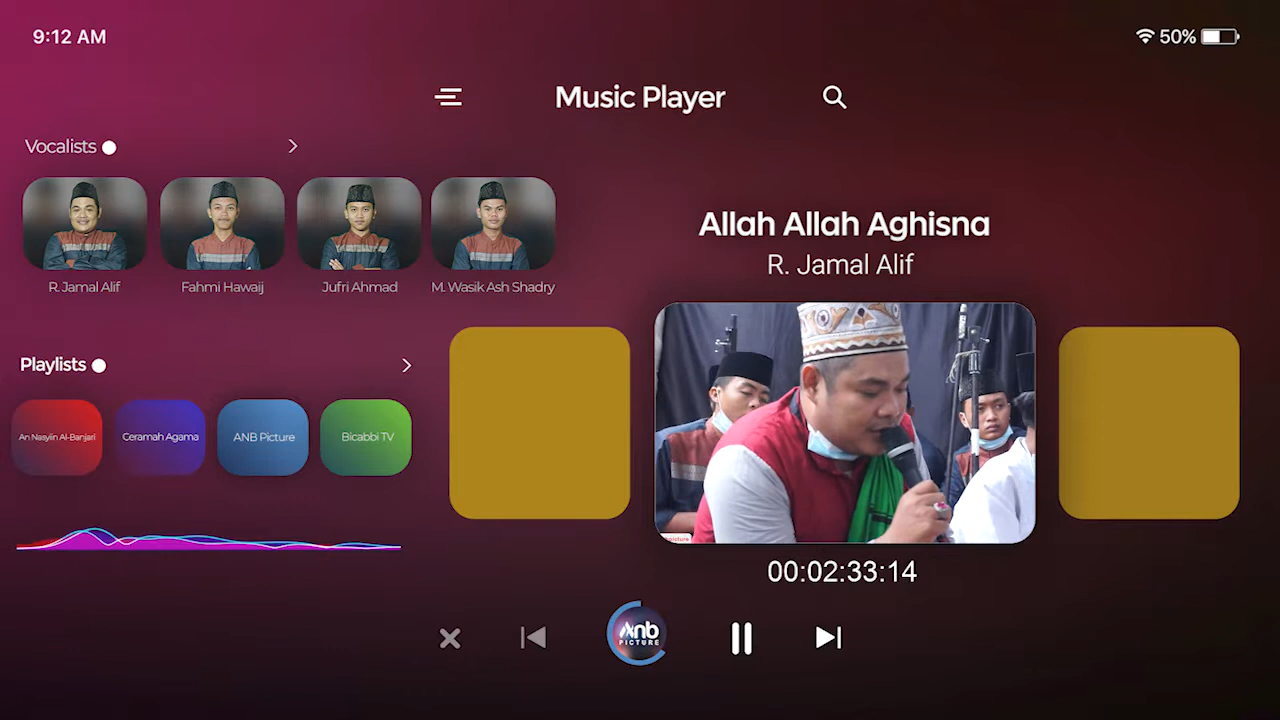 9:12 AM
50%
Music Player
Vocalists
R. Jamal Alif
Fahmi Hawaij
Jufri Ahmad
M. Wasik Ash Shadry
Allah Allah Aghisna
R. Jamal Alif
Playlists
An Nasyiin Al-Banjari
Ceramah Agama
ANB Picture
Bicabbi TV
00:02:33:14
Anb
PICTURE